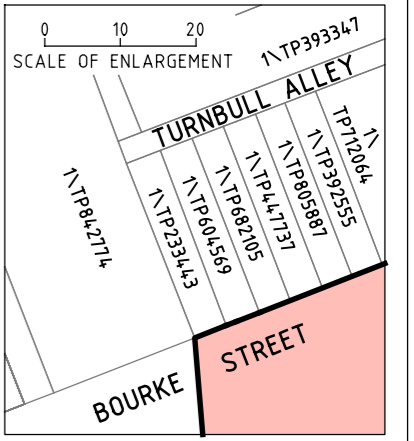 0 10 20
SCALE OF ENLARGEMENT
1\TP393347
TURNBULL ALLEY
1\TP842774
1\TP233443
1\TP604569
1\TP682105
1\TP447737
1\TP805887
1\TP392555
1\
TP712064
BOURKE STREET